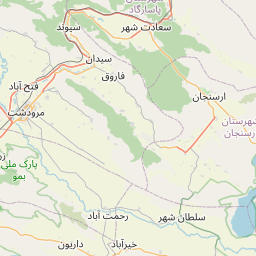 شهرستان
پاسارگاد
سعادت شهر
سیوند
سیدان
فاروق
فتح آباد
ارسنجان
مرودشت
شهرستان
ارسنجان
پارک ملی
بمو
رحمت آباد
سلطان شهر
خیرآباد
داریون